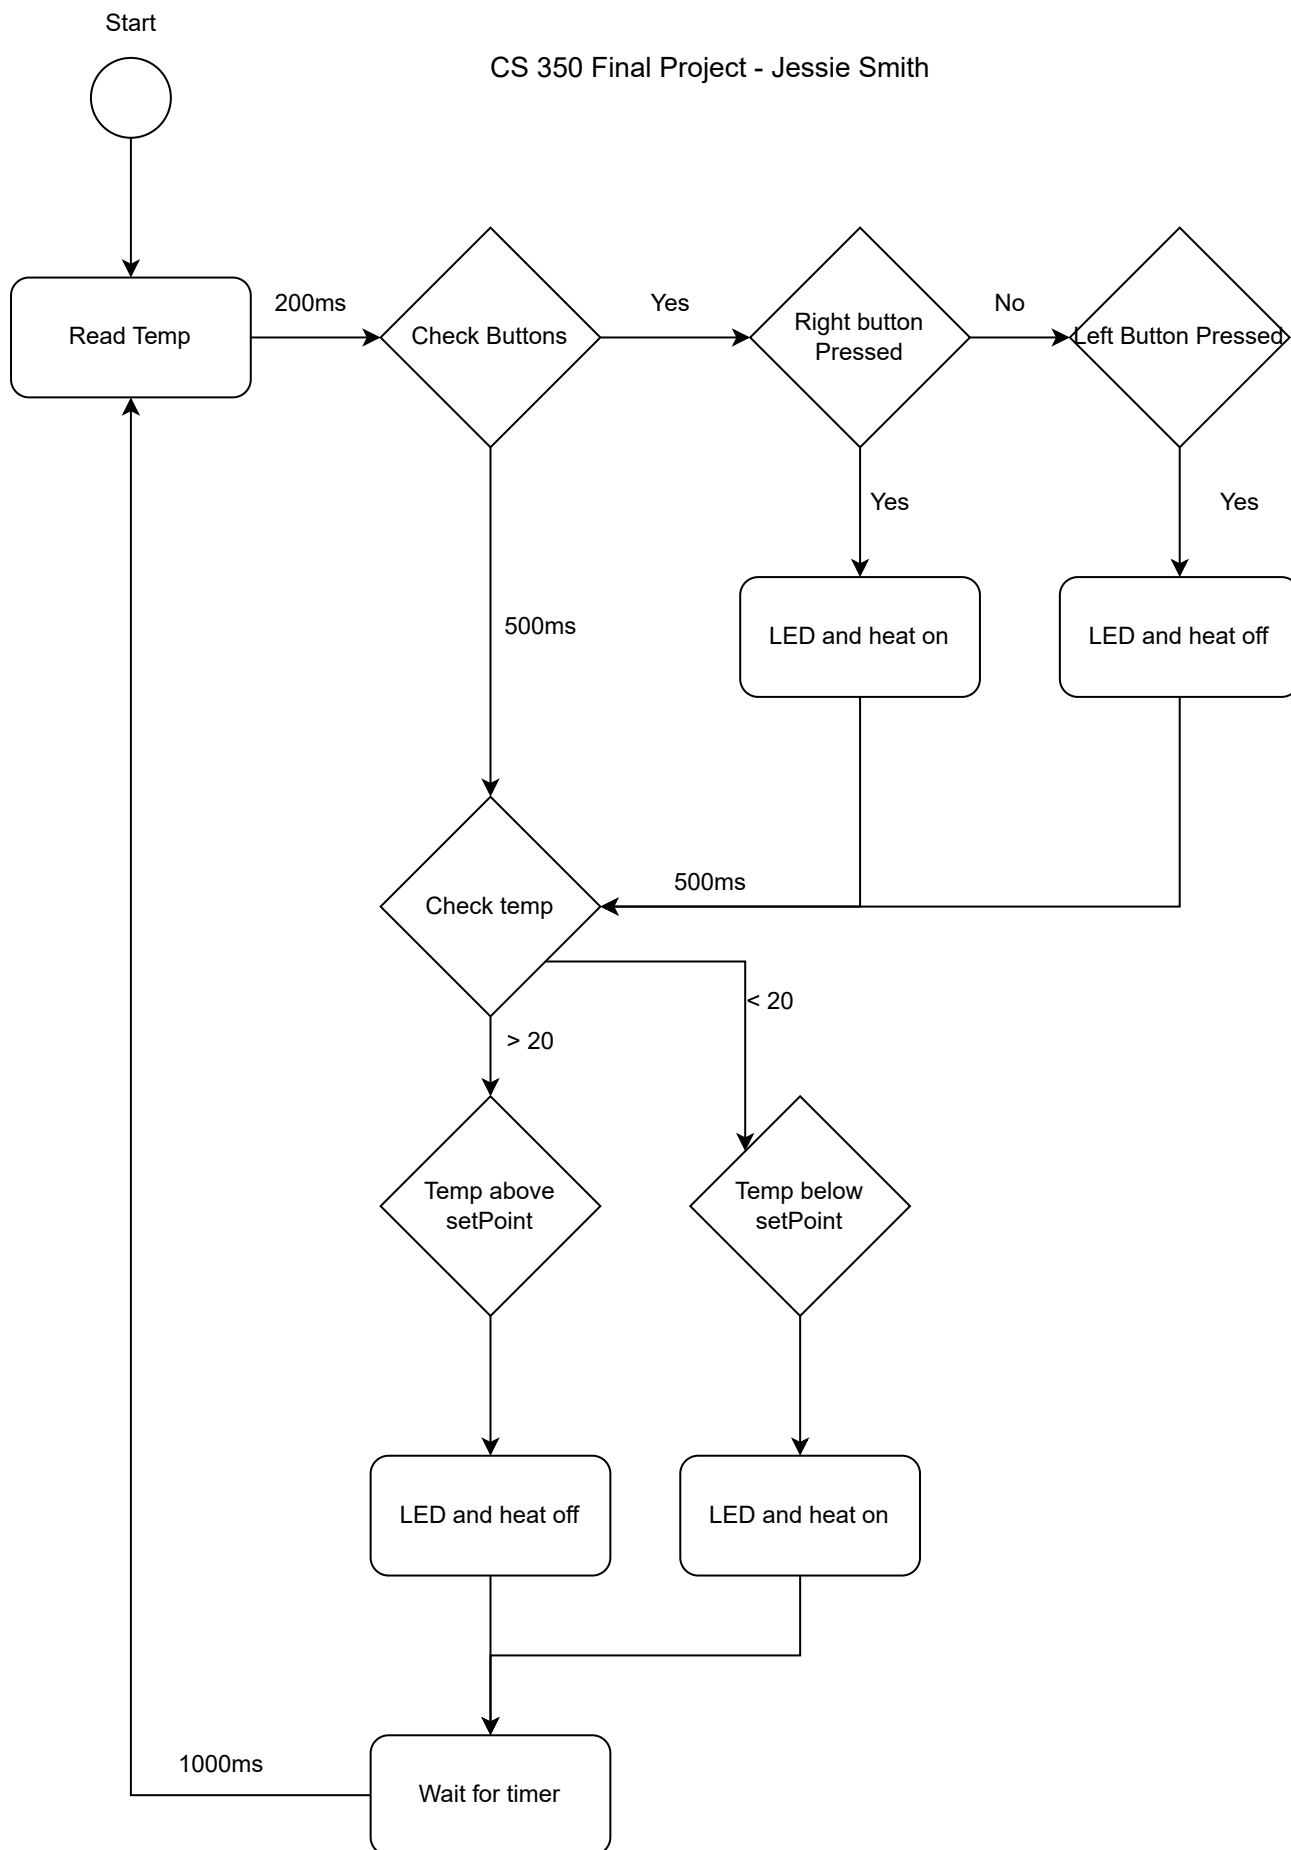 Start
CS 350 Final Project - Jessie Smith
Read Temp
200ms
Check Buttons
Yes
Right button
Pressed
No
Left Button Pressed
Yes
Yes
LED and heat on
LED and heat off
500ms
500ms
Check temp
< 20
> 20
Temp above
setPoint
Temp below
setPoint
LED and heat off
LED and heat on
1000ms
Wait for timer